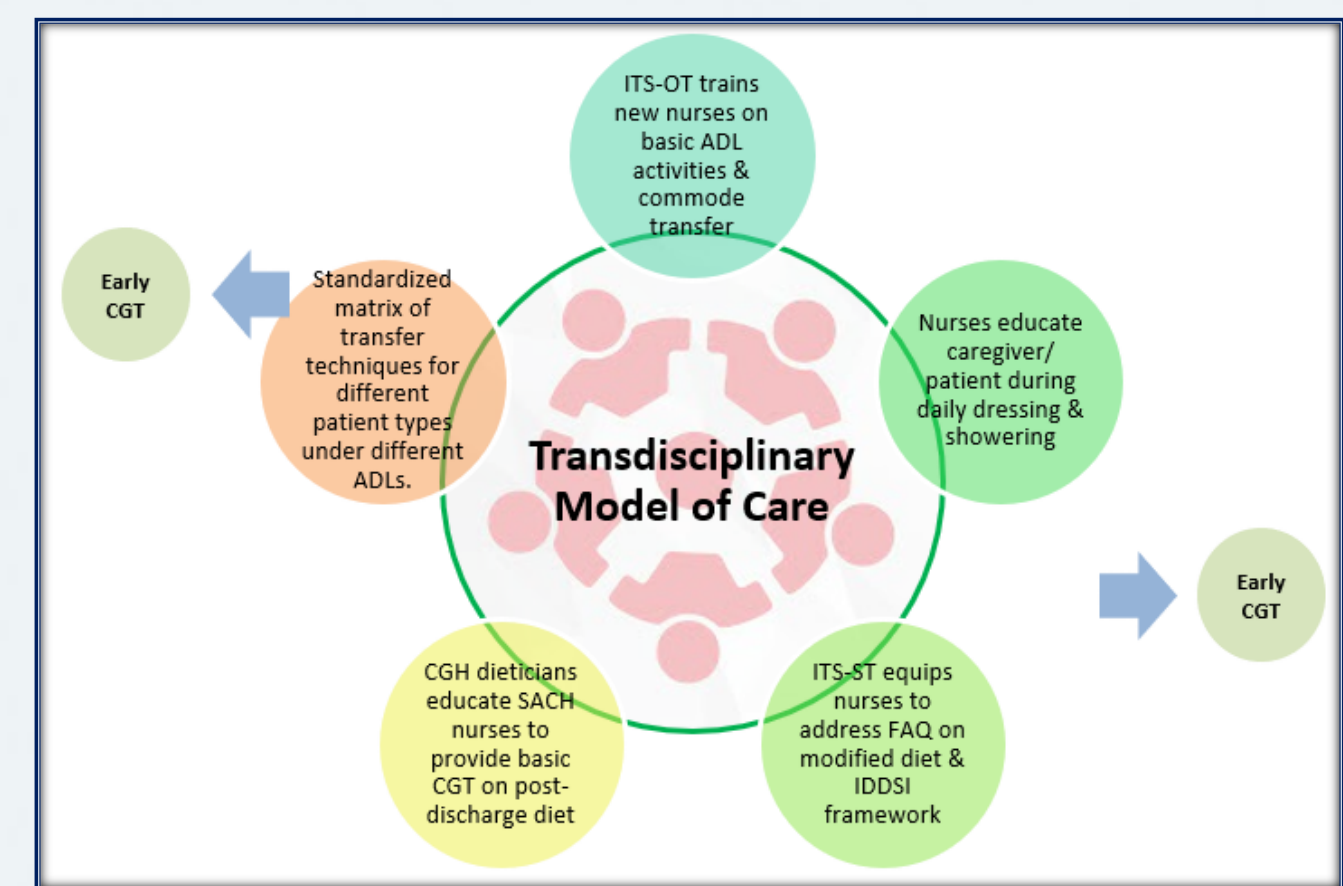 ITS-OT trains
new nurses on
basic ADL
activities &
commode
transfer
Early
CGT
Standardized
matrix of
transfer
techniques for
different
patient types
under different
ADLs.
Nurses educate
caregiver/
patient during
daily dressing &
showering
Transdisciplinary
Model of Care
Early
CGT
CGH dieticians
educate SACH
nurses to
provide basic
CGT on post-
discharge diet
ITS-ST equips
nurses to
address FAQ on
modified diet &
IDDSI
framework